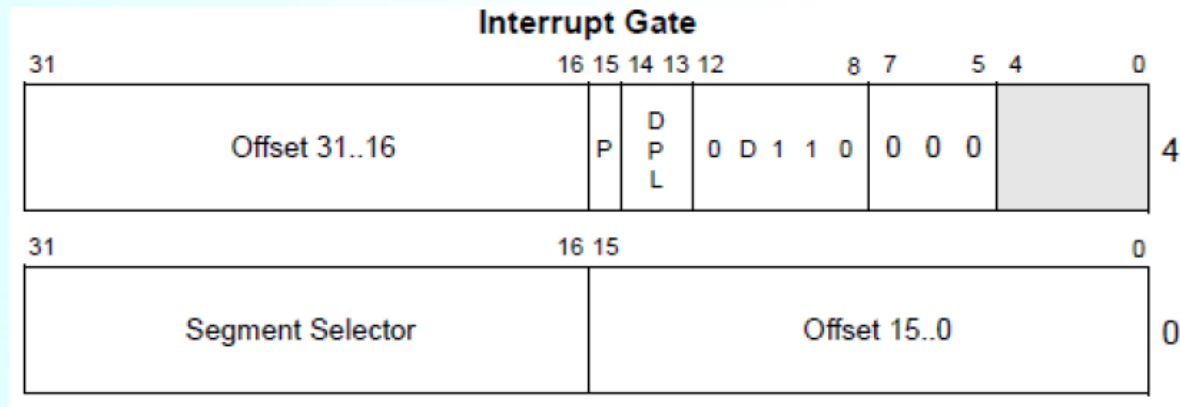 Interrupt Gate
31 16 15 14 13 12 8 7 5 4 0
Offset 31..16 P D P L 0 D 1 1 0 0 0 0 4
31 16 15 0
Segment Selector Offset 15..0 0